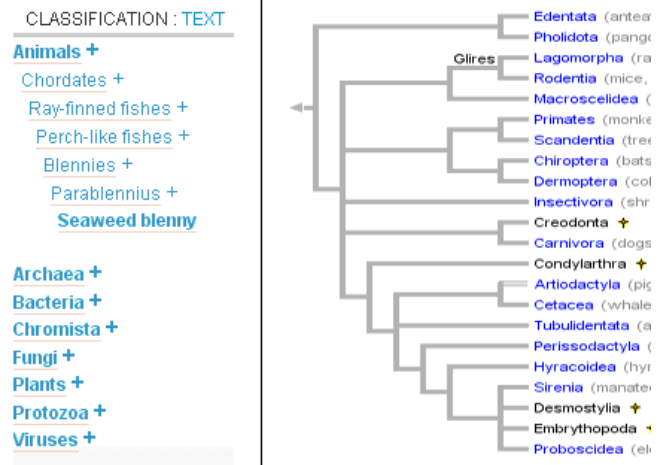 CLASSIFICATION : TEXT
Animals +
Chordates +
Ray-finned fishes +
Perch-like fishes +
Blennies +
Parablennius +
Seaweed blenny
Archaea +
Bacteria +
Chromista +
Fungi +
Plants +
Protozoa +
Viruses +
Edentata (antea
Pholidota (pango
Glires
Lagomorpha (ra
Rodentia (mice,
Macroscelidea (
Primates (monke
Scandentia (tree
Chiroptera (bats
Dermoptera (col
Insectivora (shr
Creodonta
Carnivora (dogs
Condylarthra
Artiodactyla (pig
Cetacea (whale
Tubulidentata (a
Perissodactyla (
Hyracoidea (hyr
Sirenia (manate
Desmostylia
Embrythopoda
Proboscidea (ele